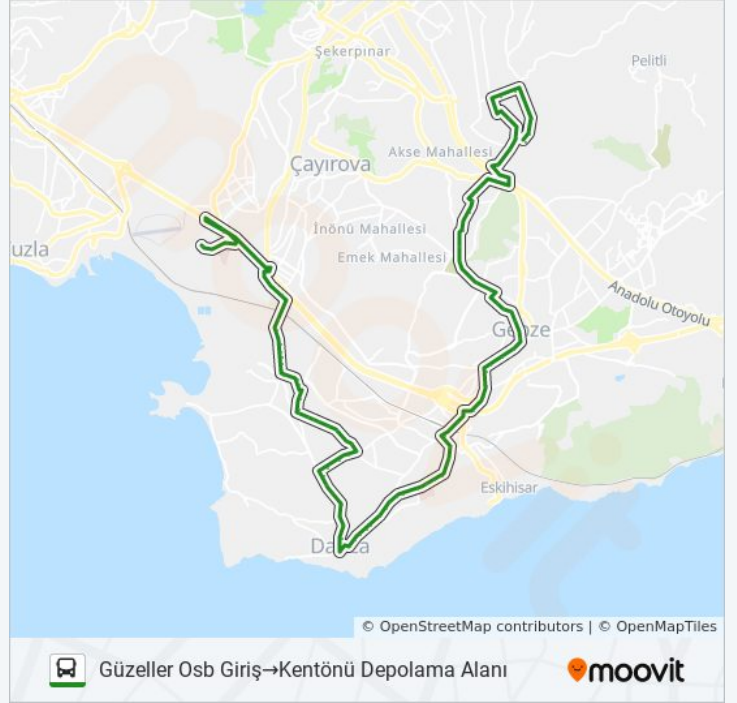 Şekerpınar
Pelitli
Akse Mahallesi
Çayırova
İnönü Mahallesi
uzla
Emek Mahallesi
Anadolu Otoyolu
Eskihisar
© OpenStreetMap contributors | © OpenMapTiles
Güzeller Osb Giriş→Kentönü Depolama Alanı
moovit